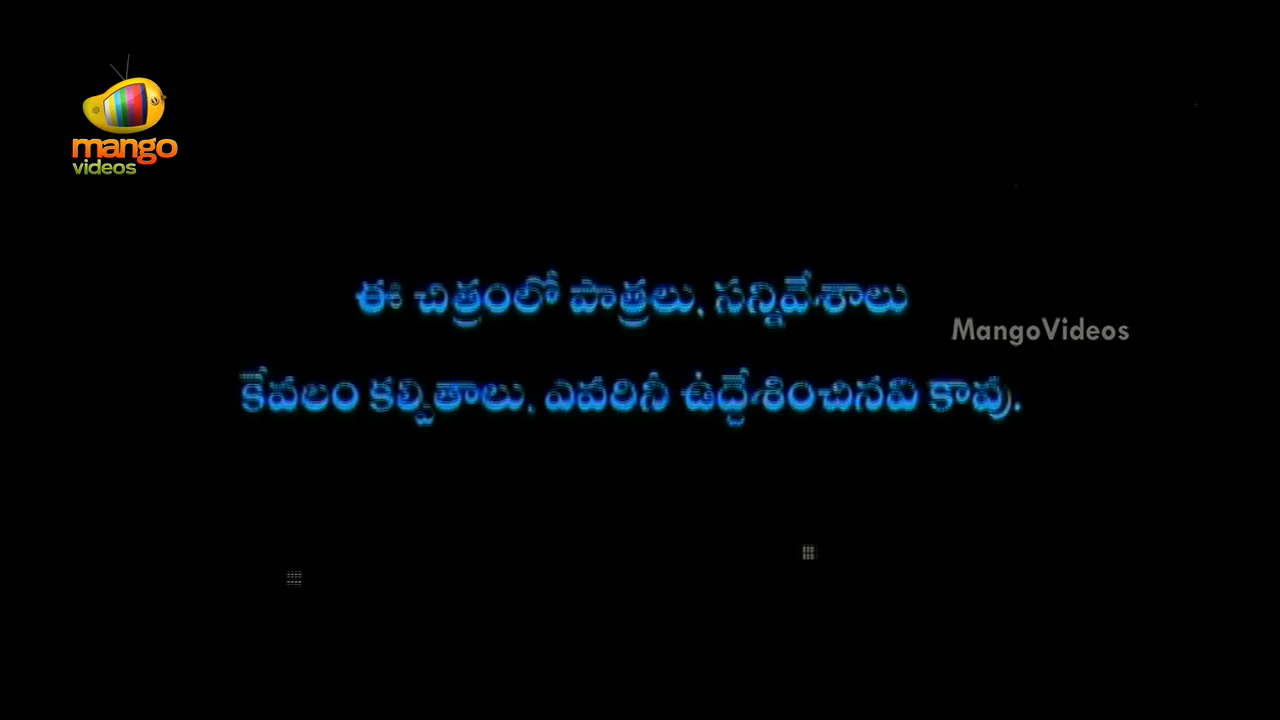 mango
videos
ఈ చిత్రంలో పాత్రలు, సన్నివేశాలు
MangoVideos
కేవలం కల్పితాలు, ఎవరినీ ఉద్దేశించినవి కావు.